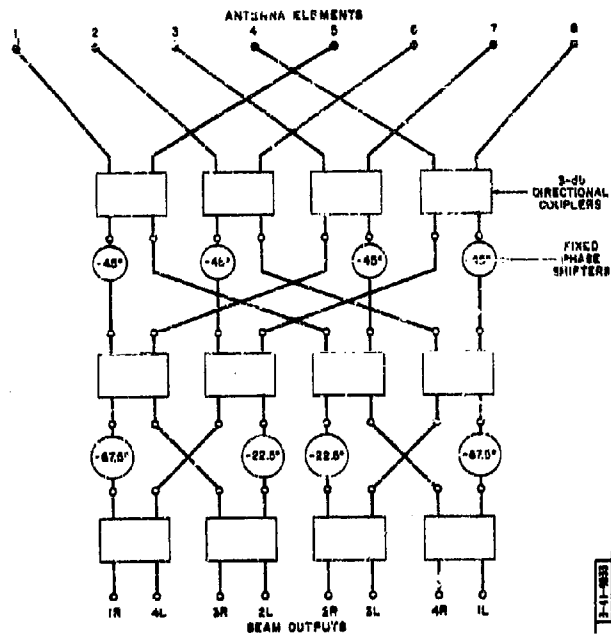 ANTENNA ELEMENTS
1 2 3 4 5 6 7 8
3-db
DIRECTIONAL
COUPLERS
-45° -45° -45° 45°
FIXED
PHASE
SHIFTERS
-67.5° -22.5° -22.5° -67.5°
1R 4L 3R 2L 2R 3L 4R 1L
BEAM OUTPUTS